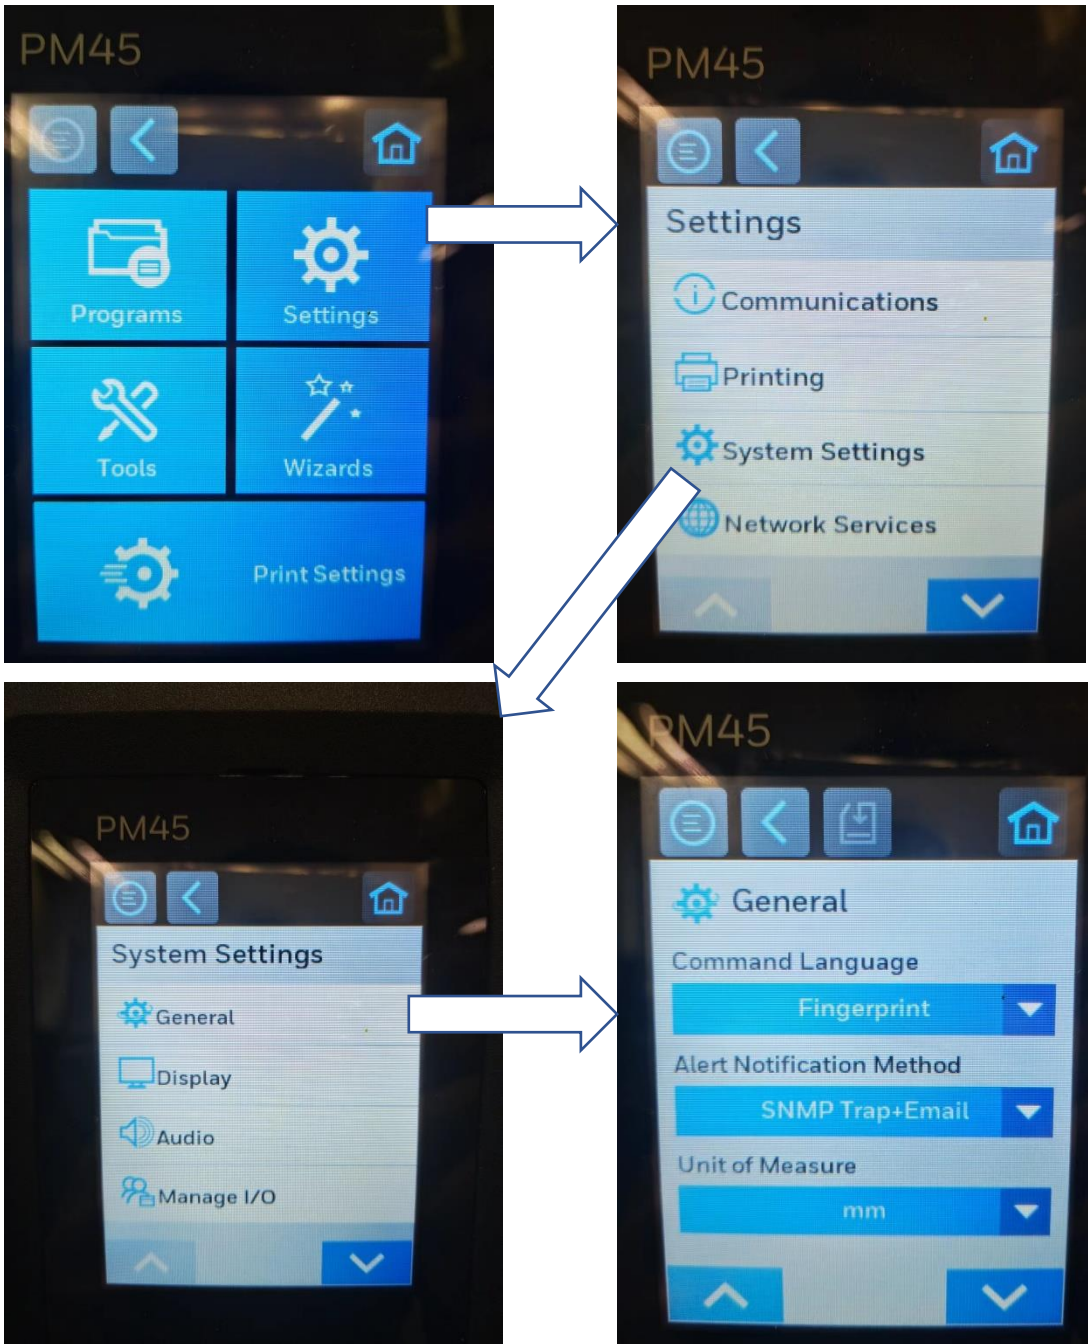 PM45
Programs
Settings
Tools
Wizards
Print Settings
PM45
Settings
Communications
Printing
System Settings
Network Services
PM45
System Settings
General
Display
Audio
Manage I/O
PM45
General
Command Language
Fingerprint
Alert Notification Method
SNMP Trap+Email
Unit of Measure
mm